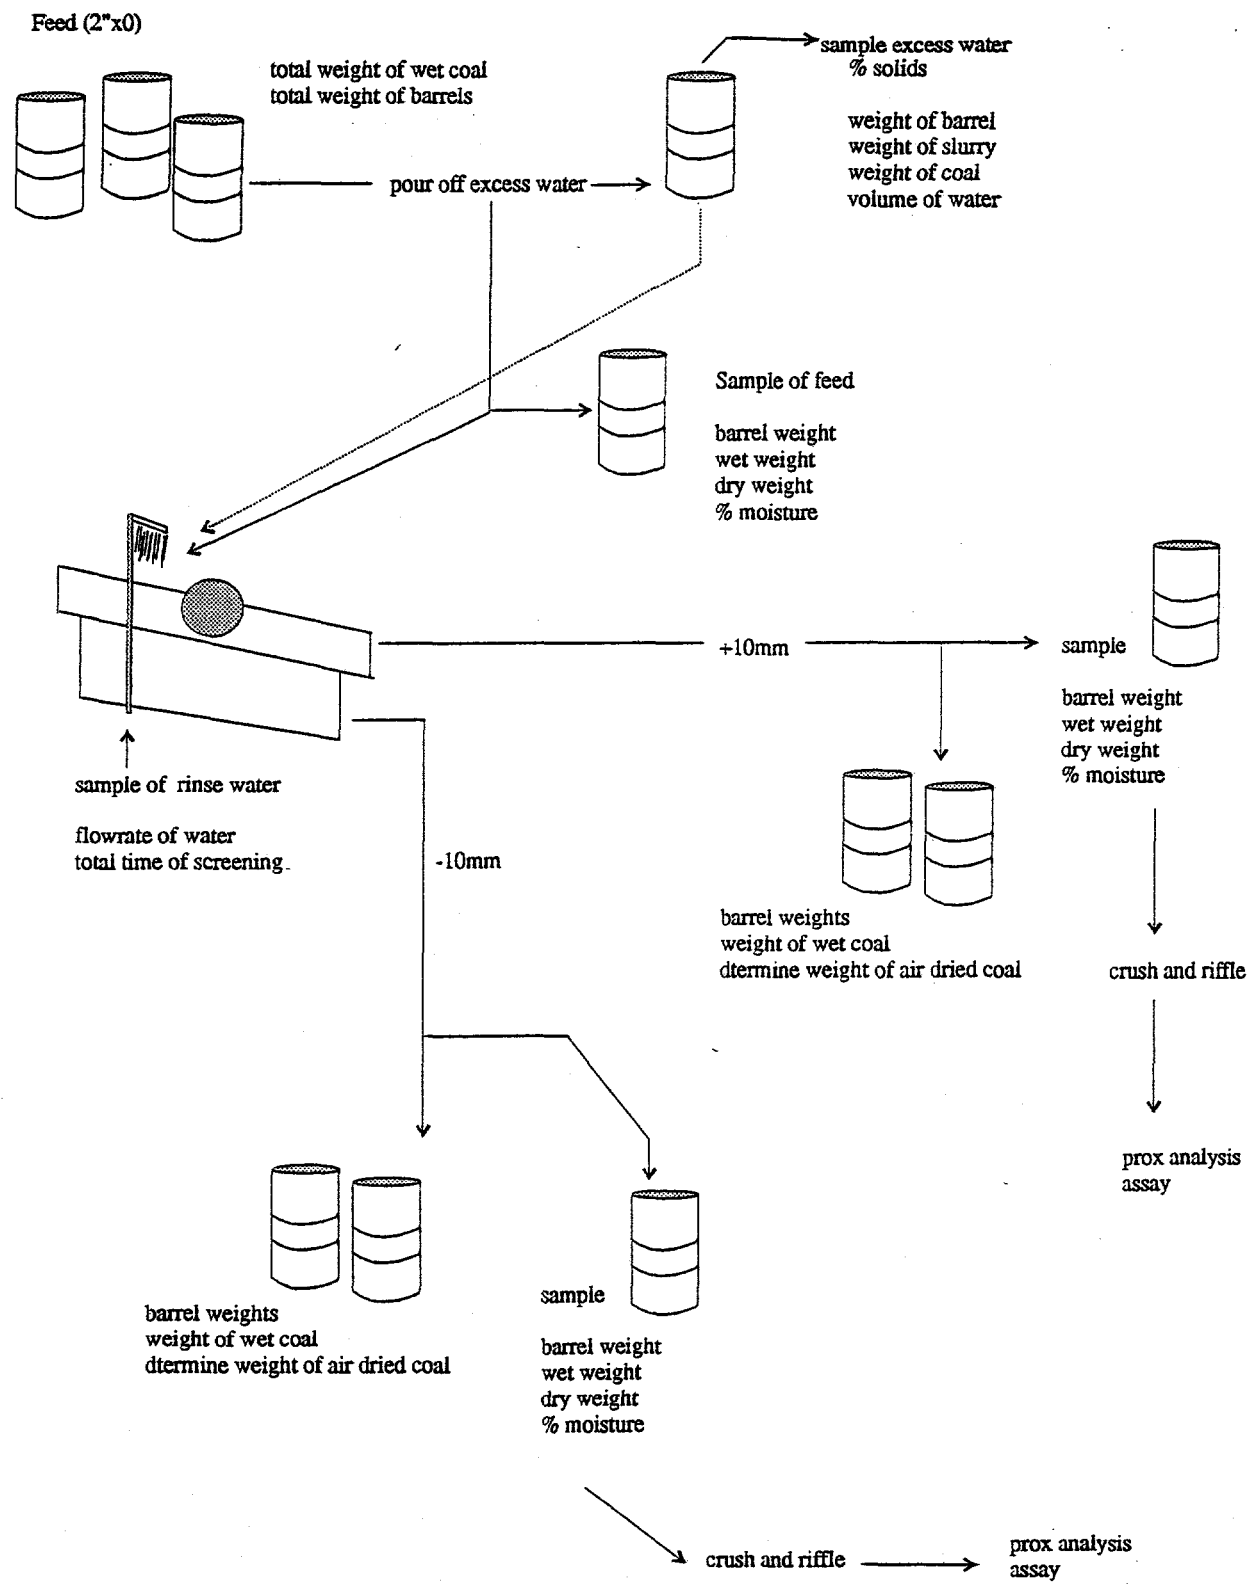 Feed (2"x0)
total weight of wet coal
total weight of barrels
pour off excess water
sample excess water
% solids
weight of barrel
weight of slurry
weight of coal
volume of water
Sample of feed
barrel weight
wet weight
dry weight
% moisture
sample of rinse water
flowrate of water
total time of screening
+10mm
sample
barrel weight
wet weight
dry weight
% moisture
-10mm
barrel weights
weight of wet coal
dtermine weight of air dried coal
crush and riffle
prox analysis
assay
barrel weights
weight of wet coal
dtermine weight of air dried coal
sample
barrel weight
wet weight
dry weight
% moisture
crush and riffle
prox analysis
assay